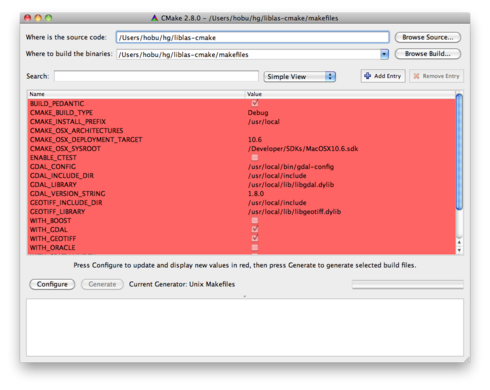 CMake 2.8.0 - /Users/hobu/hg/liblas-cmake/makefiles
Where is the source code: /Users/hobu/hg/liblas-cmake Browse Source...
Where to build the binaries: /Users/hobu/hg/liblas-cmake/makefiles Browse Build...
Search: Simple View Add Entry Remove Entry
Name Value
BUILD_PEDANTIC
CMAKE_BUILD_TYPE Debug
CMAKE_INSTALL_PREFIX /usr/local
CMAKE_OSX_ARCHITECTURES
CMAKE_OSX_DEPLOYMENT_TARGET 10.6
CMAKE_OSX_SYSROOT /Developer/SDKs/MacOSX10.6.sdk
ENABLE_CTEST
GDAL_CONFIG /usr/local/bin/gdal-config
GDAL_INCLUDE_DIR /usr/local/include
GDAL_LIBRARY /usr/local/lib/libgdal.dylib
GDAL_VERSION_STRING 1.8.0
GEOTIFF_INCLUDE_DIR /usr/local/include
GEOTIFF_LIBRARY /usr/local/lib/libgeotiff.dylib
WITH_BOOST
WITH_GDAL
WITH_GEOTIFF
WITH_ORACLE
Press Configure to update and display new values in red, then press Generate to generate selected build files.
Configure Generate Current Generator: Unix Makefiles